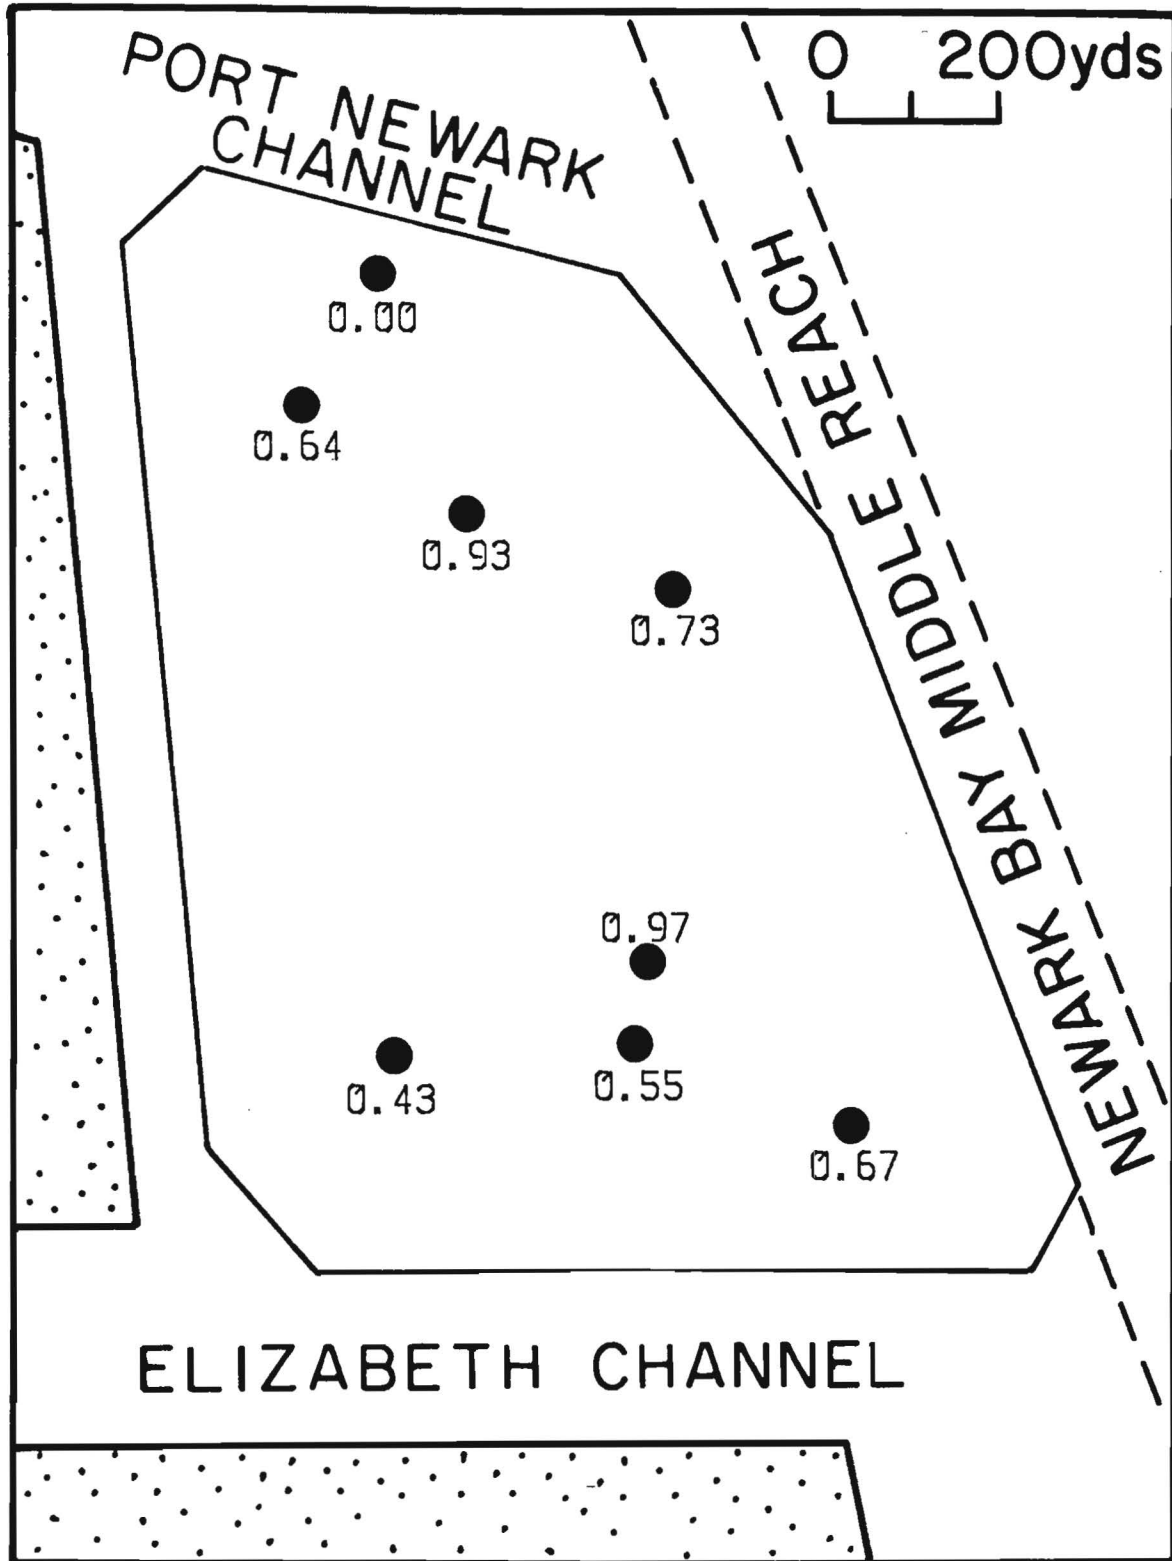 0 200yds
PORT NEWARK
CHANNEL
NEWARK BAY MIDDLE REACH
0.00
0.64
0.93
0.73
0.97
0.43
0.55
0.67
ELIZABETH CHANNEL